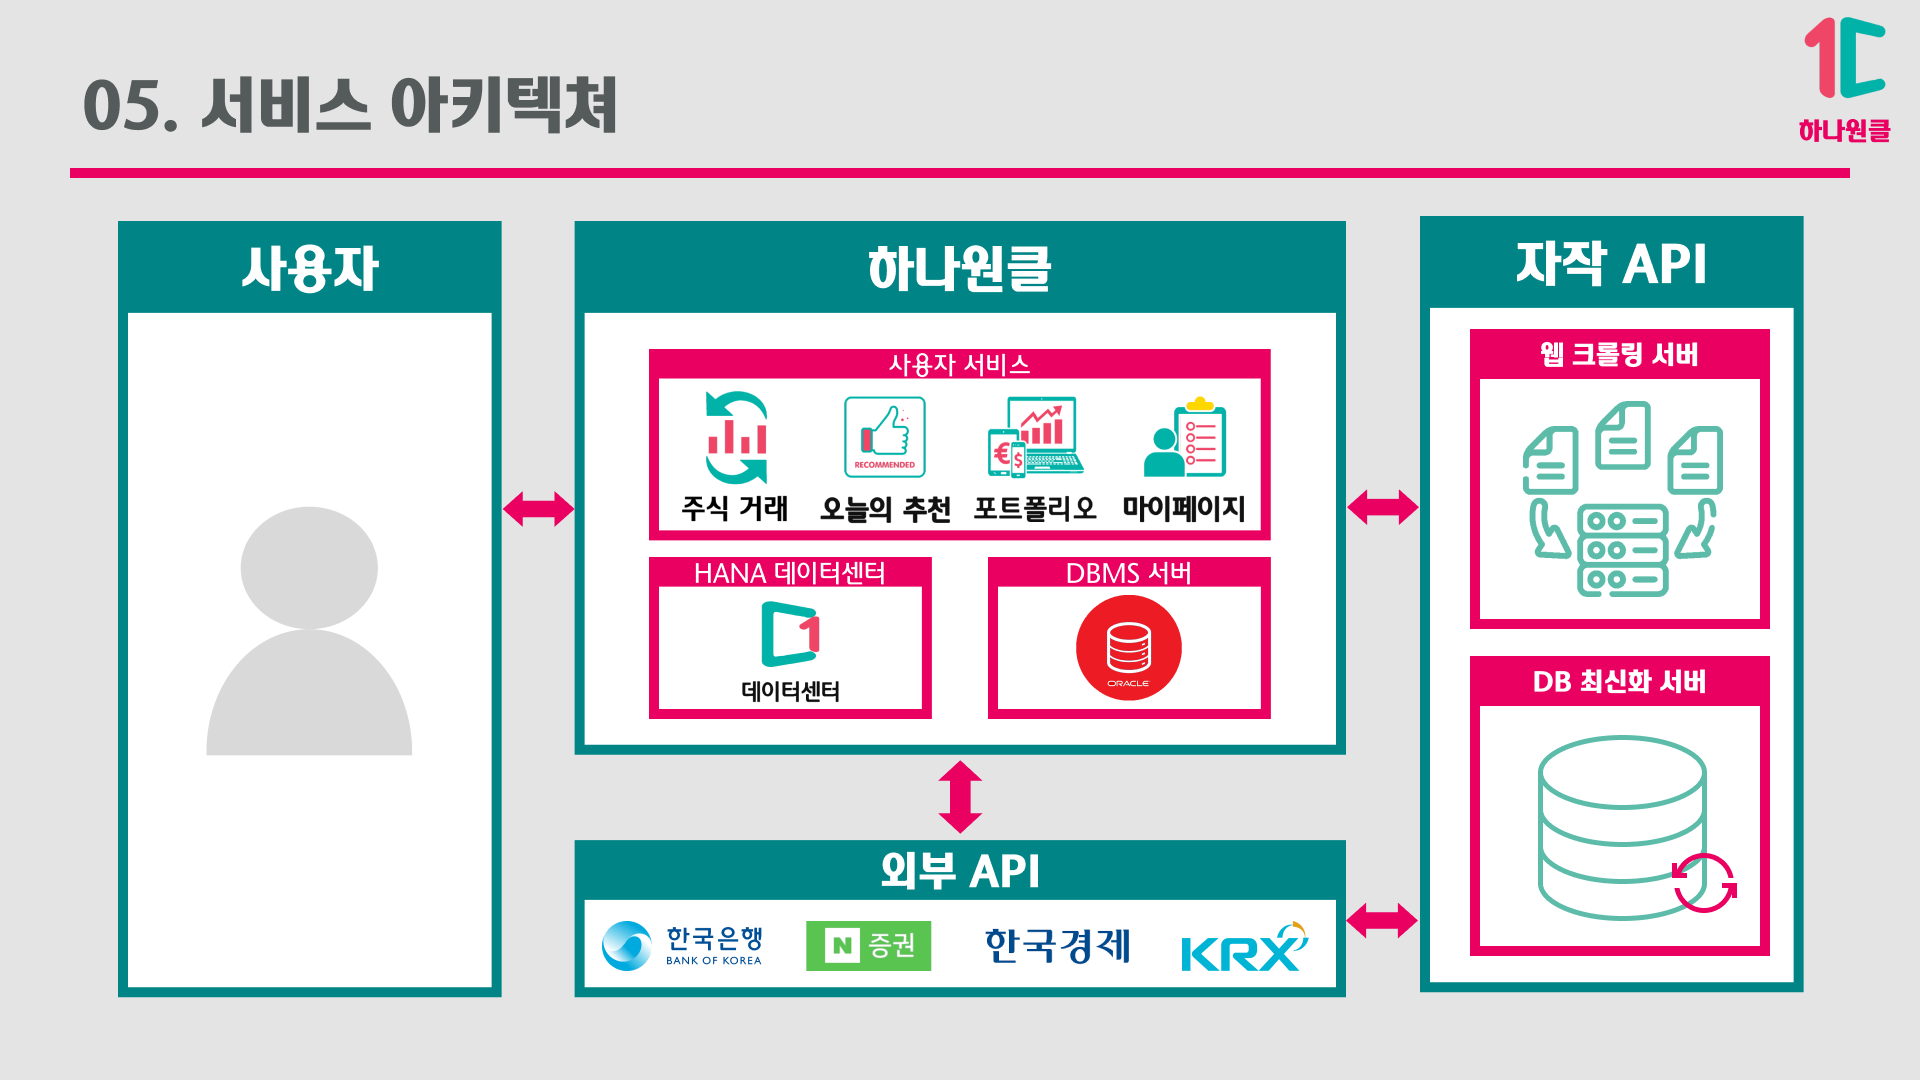 05. 서비스 아키텍쳐
하나원클
사용자
하나원클
사용자 서비스
RECOMMENDED
주식 거래
오늘의 추천
포트폴리오
마이페이지
HANA 데이터센터
데이터센터
DBMS 서버
ORACLE
외부 API
한국은행
BANK OF KOREA
N 증권
한국경제
KRX
자작 API
웹 크롤링 서버
DB 최신화 서버